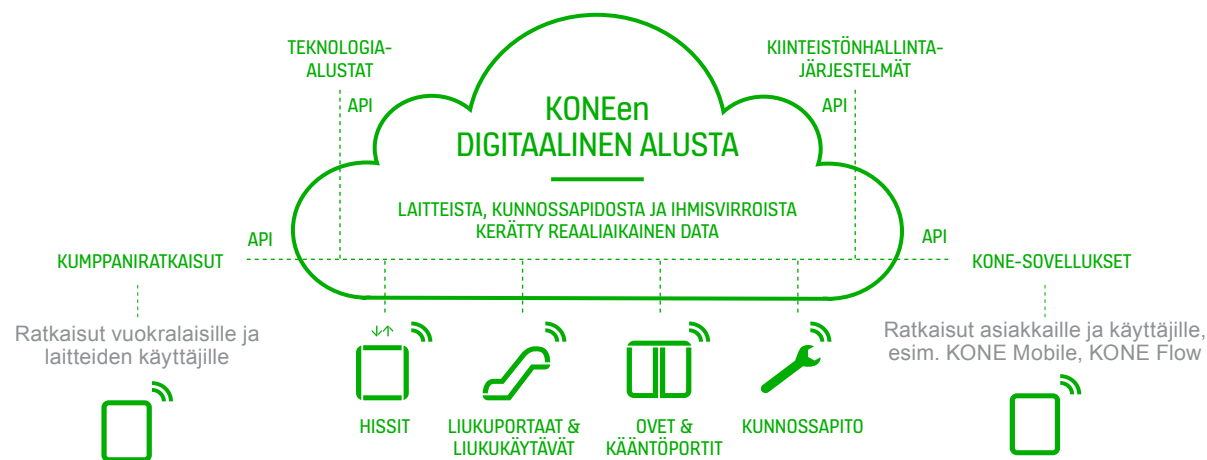 TEKNOLOGIA-
ALUSTAT
API
KIINTEISTÖNHALLINTA-
JÄRJESTELMÄT
API
KONEen
DIGITAALINEN ALUSTA
LAITTEISTA, KUNNOSSAPIDOSTA JA IHMISVIRROISTA
KERÄTTY REAALIAIKAINEN DATA
API
KUMPPANIRATKAISUT
Ratkaisut vuokralaisille ja
laitteiden käyttäjille
API
KONE-SOVELLUKSET
Ratkaisut asiakkaille ja käyttäjille,
esim. KONE Mobile, KONE Flow
HISSIT
LIUKUPORTAAT &
LIUKUKÄYTÄVÄT
OVET &
KÄÄNTÖPORTIT
KUNNOSSAPITO